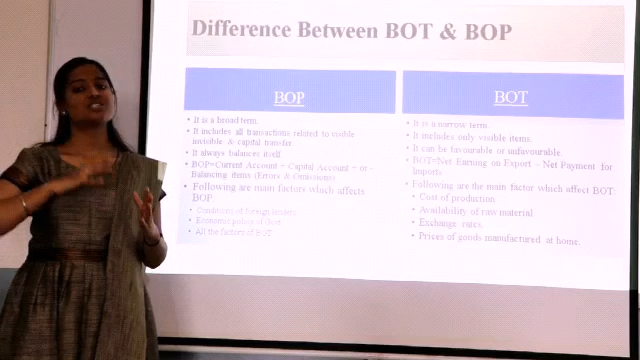 Difference Between BOT & BOP
BOP
• It is a broad term.
• It includes all transactions related to visible
invisible & capital transfer
• It always balances itself
• BOP=Current Account + Capital Account + or -
Balancing items (Errors & Omissions)
• Following are main factors which affects
BOP:
• Conditions of foreign lenders
• Economic policy of Govt
• All the factors of BOT
BOT
• It is a narrow term.
• It includes only visible items.
• It can be favourable or unfavourable.
• BOT=Net Earning on Export - Net Payment for
Imports
• Following are the main factor which affect BOT:
• Cost of production
• Availability of raw material
• Exchange rates
• Prices of goods manufactured at home.